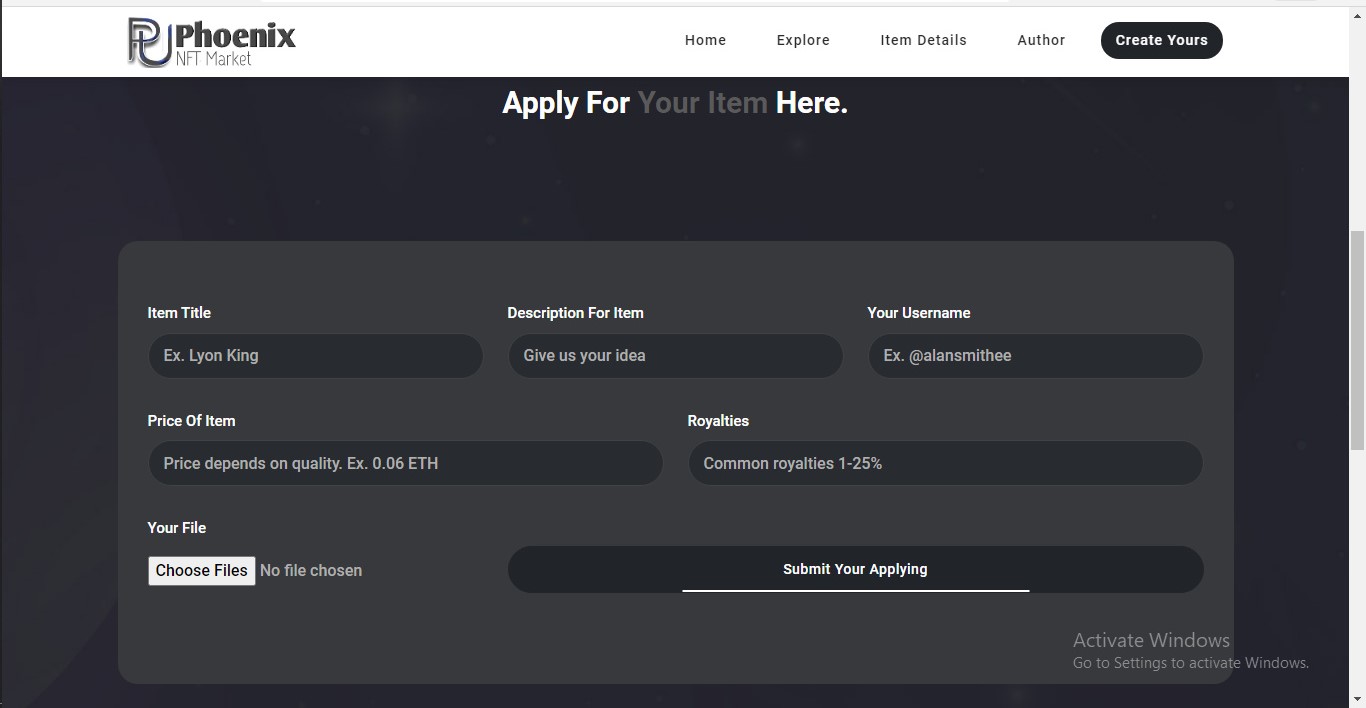 Phoenix
NFT Market
Home Explore Item Details Author Create Yours
Apply For Your Item Here.
Item Title Description For Item Your Username
Ex. Lyon King Give us your idea Ex. @alansmithee
Price Of Item Royalties
Price depends on quality. Ex. 0.06 ETH Common royalties 1-25%
Your File
Choose Files No file chosen Submit Your Applying
Activate Windows
Go to Settings to activate Windows.